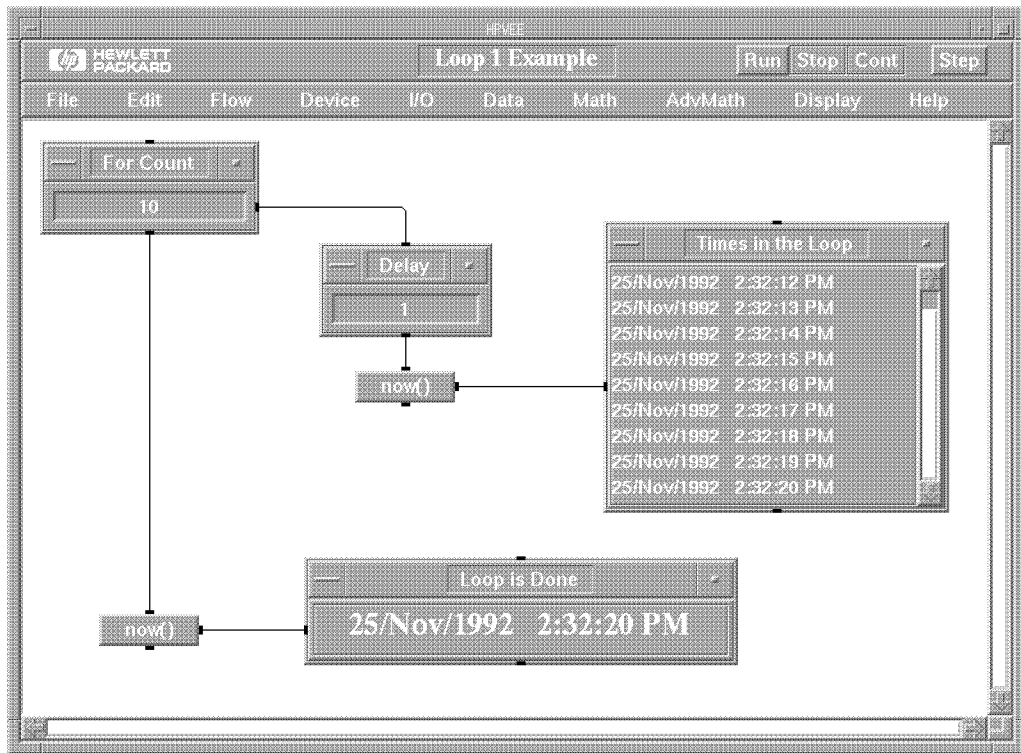 HPVEE
hp HEWLETT PACKARD
Loop 1 Example
Run Stop Cont Step
File Edit Flow Device I/O Data Math AdvMath Display Help
For Count
10
Delay
1
now()
Times in the Loop
25/Nov/1992 2:32:12 PM
25/Nov/1992 2:32:13 PM
25/Nov/1992 2:32:14 PM
25/Nov/1992 2:32:15 PM
25/Nov/1992 2:32:16 PM
25/Nov/1992 2:32:17 PM
25/Nov/1992 2:32:18 PM
25/Nov/1992 2:32:19 PM
25/Nov/1992 2:32:20 PM
now()
Loop is Done
25/Nov/1992 2:32:20 PM